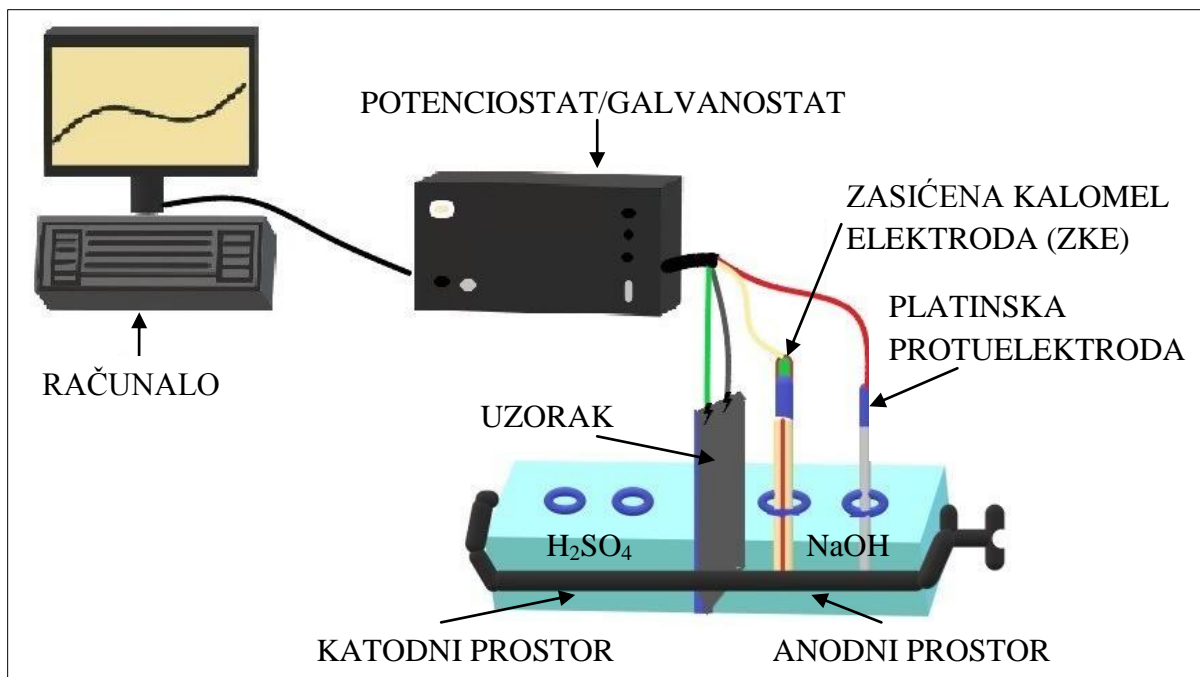 POTENCIOSTAT/GALVANOSTAT
ZASIĆENA KALOMEL
ELEKTRODA (ZKE)
PLATINSKA
PROTUELEKTRODA
RAČUNALO
UZORAK
H₂SO₄
NaOH
KATODNI PROSTOR
ANODNI PROSTOR